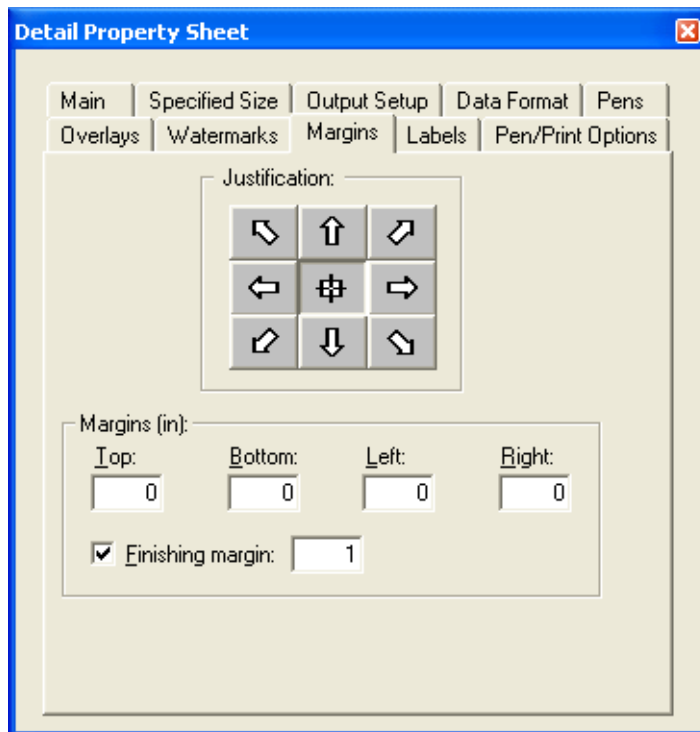 Detail Property Sheet
Main Specified Size Output Setup Data Format Pens
Overlays Watermarks Margins Labels Pen/Print Options
Justification:
Margins (in):
Top: Bottom: Left: Right:
0 0 0 0
Finishing margin: 1